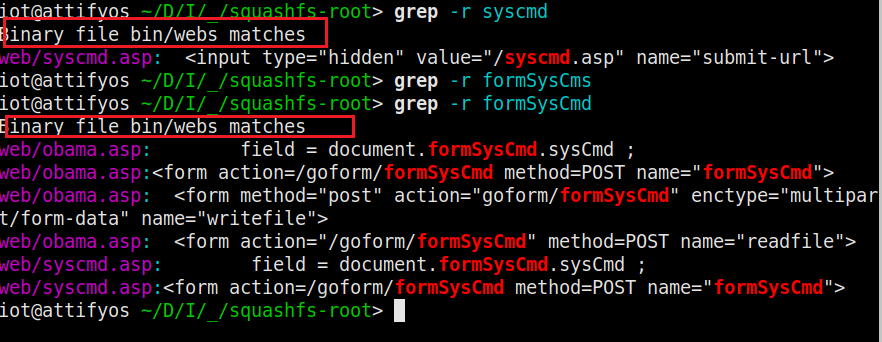 iot@attifyos ~/D/I/_/squashfs-root> grep -r syscmd
Binary file bin/webs matches
web/syscmd.asp:  <input type="hidden" value="/syscmd.asp" name="submit-url">
iot@attifyos ~/D/I/_/squashfs-root> grep -r formSysCms
iot@attifyos ~/D/I/_/squashfs-root> grep -r formSysCmd
Binary file bin/webs matches
web/obama.asp:        field = document.formSysCmd.sysCmd ;
web/obama.asp:<form action=/goform/formSysCmd method=POST name="formSysCmd">
web/obama.asp:  <form method="post" action="goform/formSysCmd" enctype="multipar
t/form-data" name="writefile">
web/obama.asp:  <form action="/goform/formSysCmd" method=POST name="readfile">
web/syscmd.asp:        field = document.formSysCmd.sysCmd ;
web/syscmd.asp:<form action=/goform/formSysCmd method=POST name="formSysCmd">
iot@attifyos ~/D/I/_/squashfs-root>